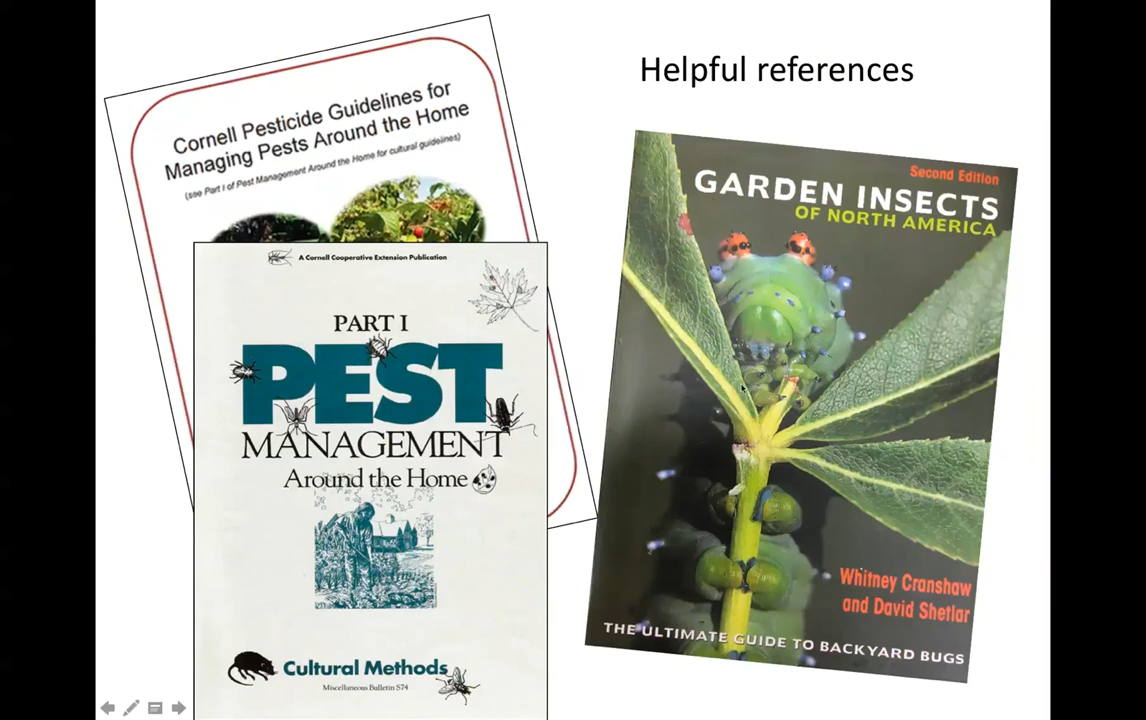 Helpful references
Cornell Pesticide Guidelines for
Managing Pests Around the Home
(see Part I of Pest Management Around the Home for cultural guidelines)
A Cornell Cooperative Extension Publication
PART I
PEST
MANAGEMENT
Around the Home
Cultural Methods
Miscellaneous Bulletin S74
Second Edition
GARDEN INSECTS
OF NORTH AMERICA
Whitney Cranshaw
and David Shetlar
THE ULTIMATE GUIDE TO BACKYARD BUGS